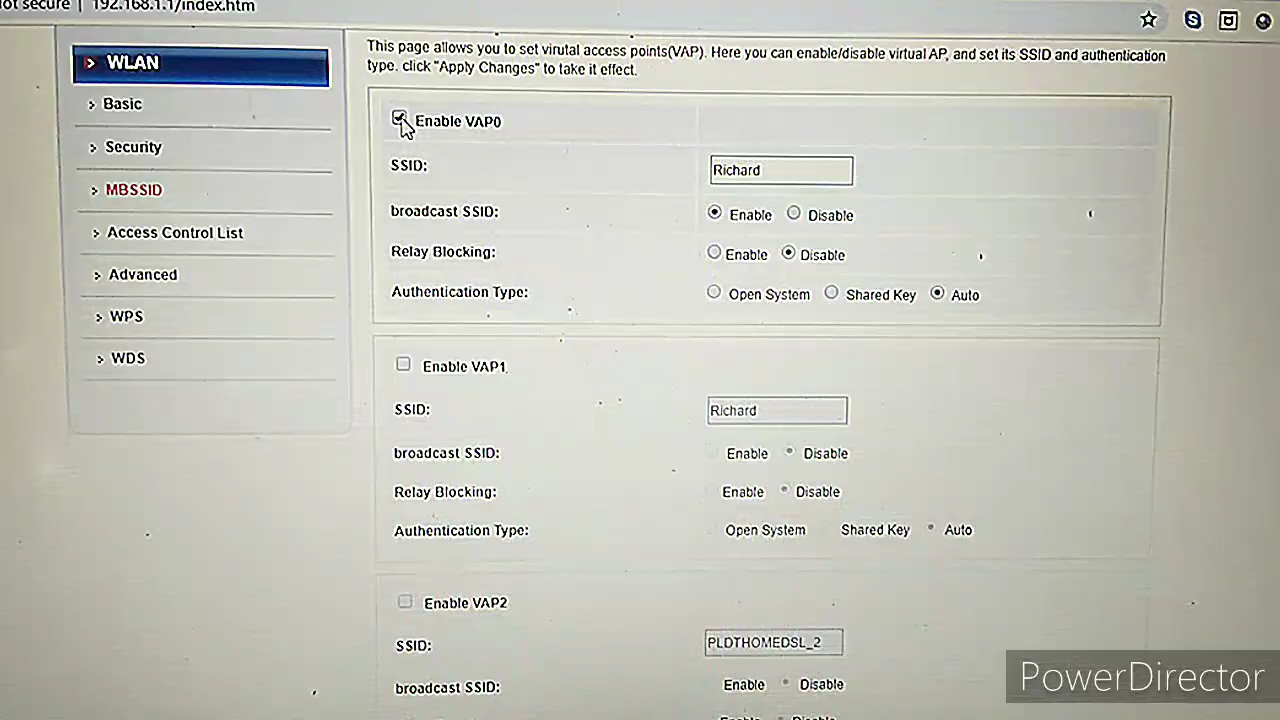 ot secure | 192.168.1.1/index.htm
WLAN
Basic
Security
MBSSID
Access Control List
Advanced
WPS
WDS
This page allows you to set virutal access points(VAP). Here you can enable/disable virtual AP, and set its SSID and authentication
type. click "Apply Changes" to take it effect.
Enable VAP0
SSID: Richard
broadcast SSID: Enable Disable
Relay Blocking: Enable Disable
Authentication Type: Open System Shared Key Auto
Enable VAP1
SSID: Richard
broadcast SSID: Enable Disable
Relay Blocking: Enable Disable
Authentication Type: Open System Shared Key Auto
Enable VAP2
SSID: PLDTHOMEDSL_2
broadcast SSID: Enable Disable
Enable Disable
PowerDirector